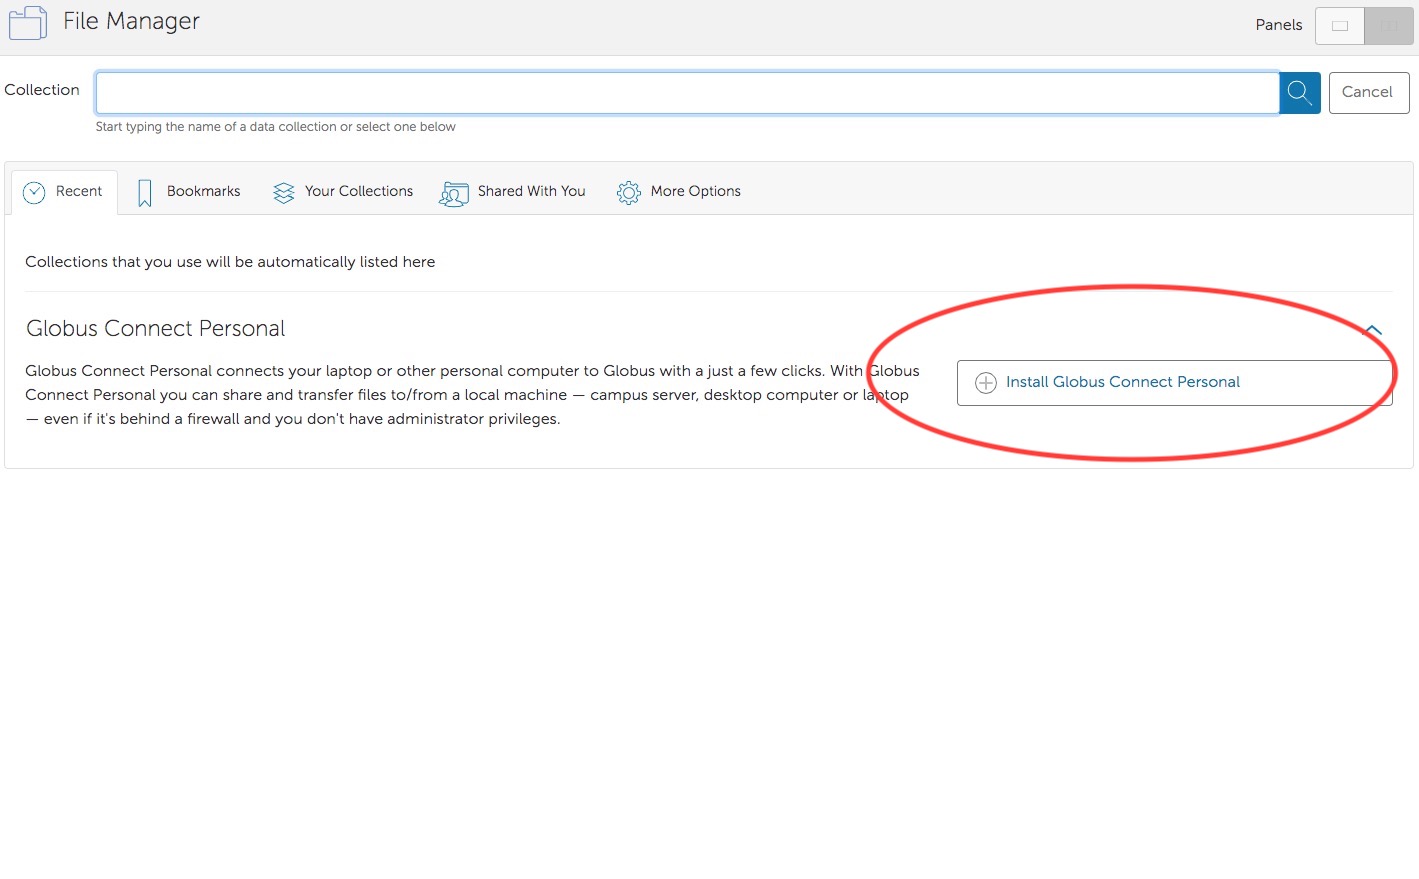 File Manager
Panels
Collection
Cancel
Start typing the name of a data collection or select one below
Recent
Bookmarks
Your Collections
Shared With You
More Options
Collections that you use will be automatically listed here
Globus Connect Personal
Globus Connect Personal connects your laptop or other personal computer to Globus with a just a few clicks. With Globus
Connect Personal you can share and transfer files to/from a local machine — campus server, desktop computer or laptop
— even if it's behind a firewall and you don't have administrator privileges.
Install Globus Connect Personal